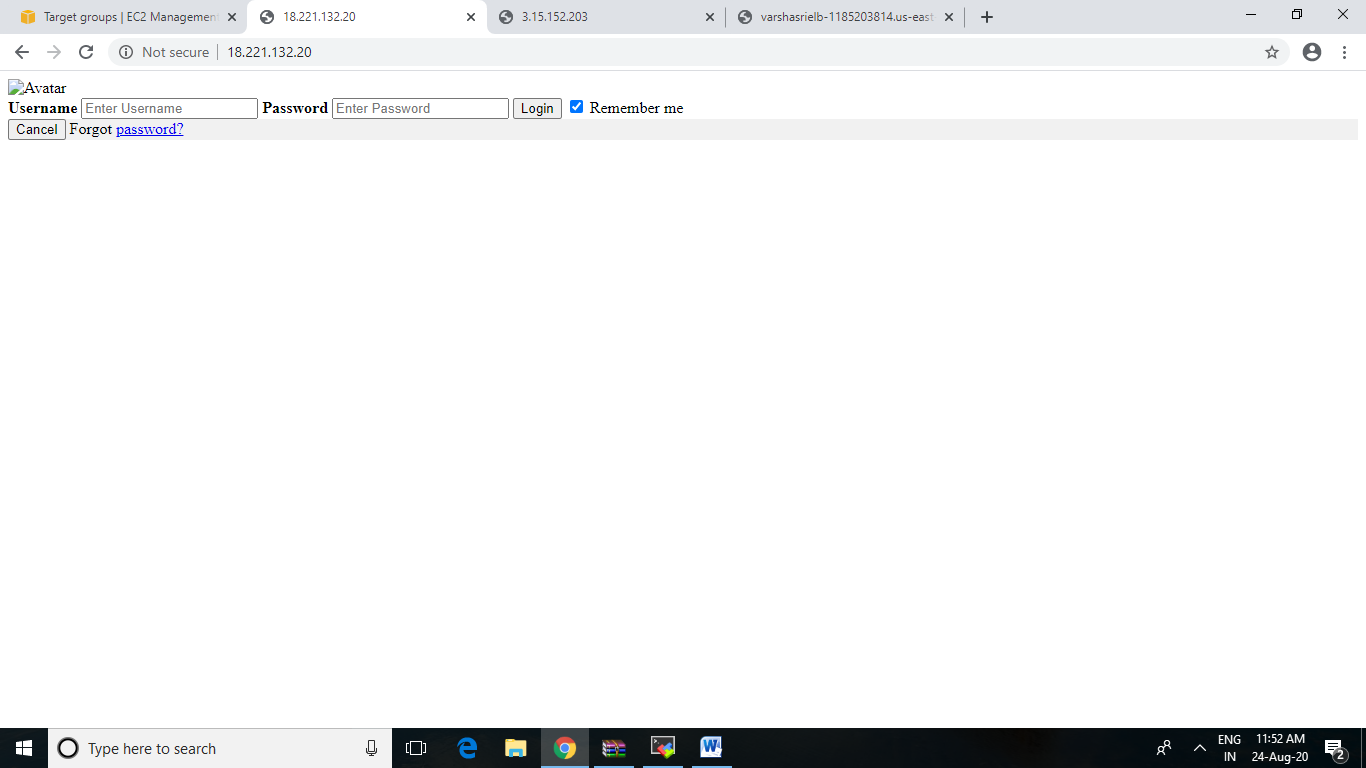 Target groups | EC2 Management
18.221.132.20
3.15.152.203
varshasrielb-1185203814.us-east
Not secure
18.221.132.20
Avatar
Username Enter Username Password Enter Password Login Remember me
Cancel Forgot password?
Type here to search
ENG
IN
11:52 AM
24-Aug-20
2